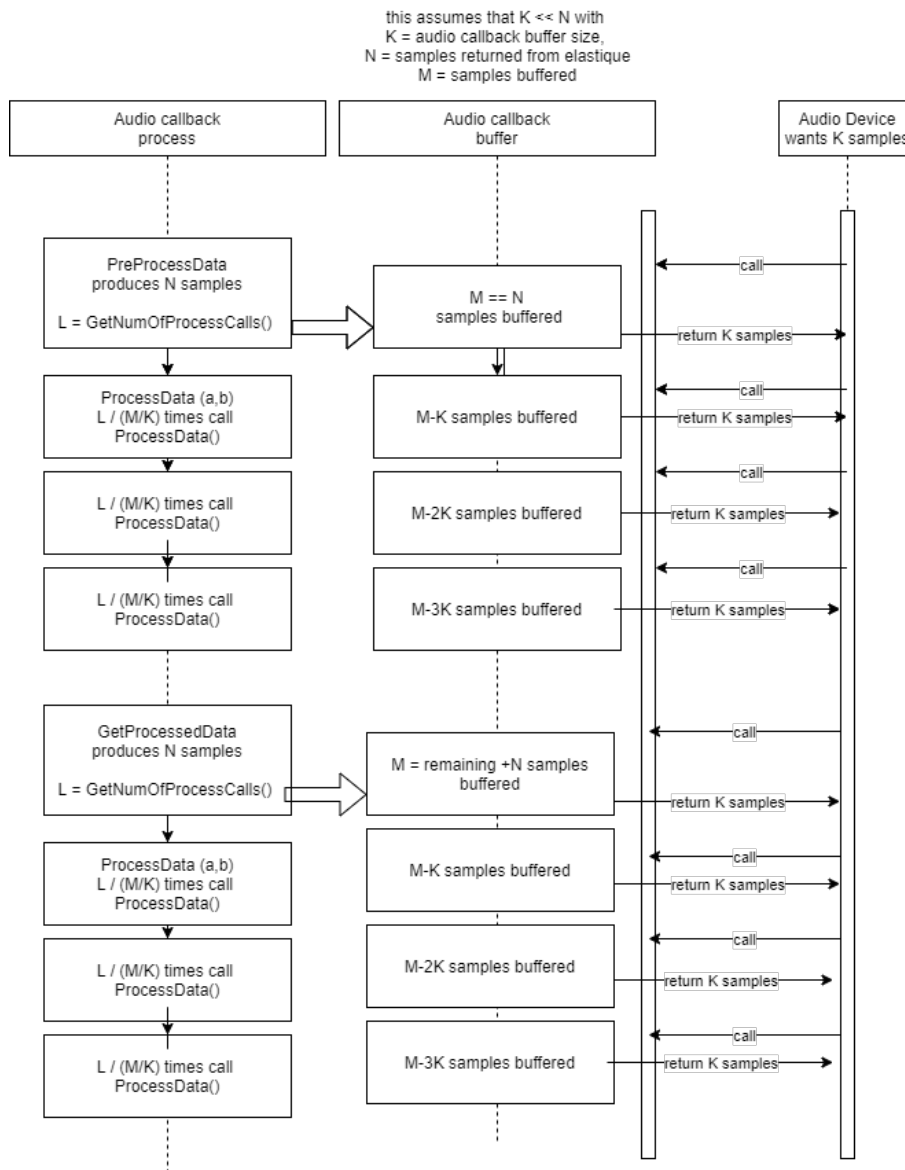 this assumes that K << N with
K = audio callback buffer size,
N = samples returned from elastique
M = samples buffered
Audio callback
process
Audio callback
buffer
Audio Device
wants K samples
PreProcessData
produces N samples
L = GetNumOfProcessCalls()
M == N
samples buffered
call
return K samples
ProcessData (a,b)
L / (M/K) times call
ProcessData()
M-K samples buffered
call
return K samples
L / (M/K) times call
ProcessData()
M-2K samples buffered
call
return K samples
L / (M/K) times call
ProcessData()
M-3K samples buffered
call
return K samples
GetProcessedData
produces N samples
L = GetNumOfProcessCalls()
M = remaining +N samples
buffered
call
return K samples
ProcessData (a,b)
L / (M/K) times call
ProcessData()
M-K samples buffered
call
return K samples
L / (M/K) times call
ProcessData()
M-2K samples buffered
call
return K samples
L / (M/K) times call
ProcessData()
M-3K samples buffered
call
return K samples